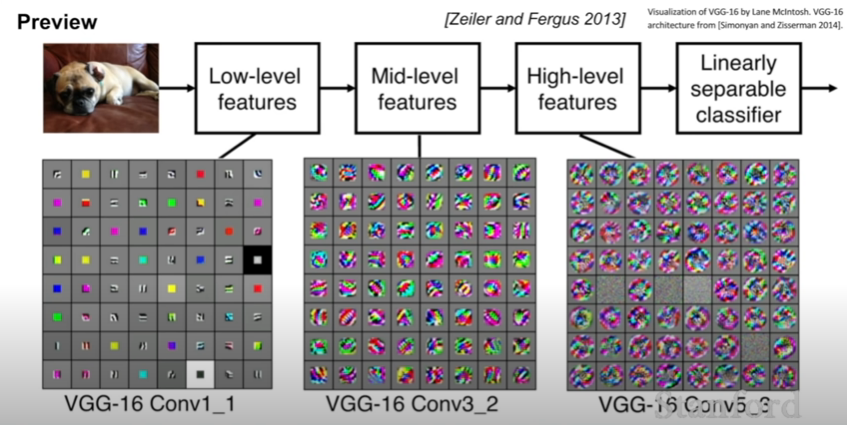 Preview
[Zeiler and Fergus 2013]
Visualization of VGG-16 by Lane McIntosh. VGG-16
architecture from [Simonyan and Zisserman 2014].
Low-level
features
Mid-level
features
High-level
features
Linearly
separable
classifier
VGG-16 Conv1_1
VGG-16 Conv3_2
VGG-16 Conv5_3
Stanford